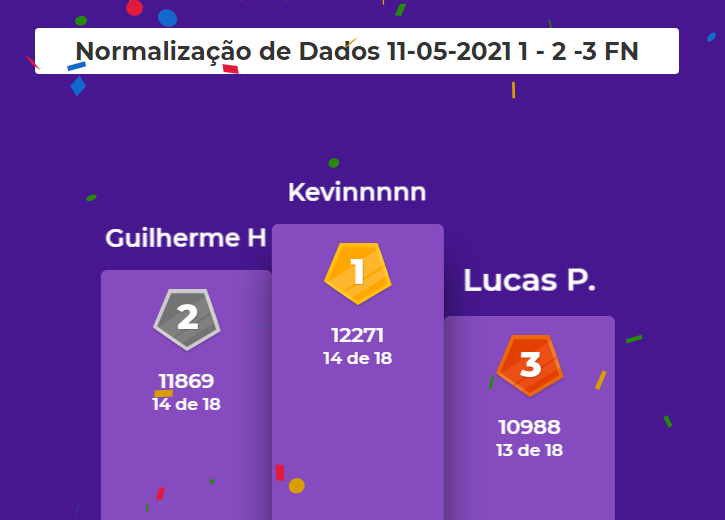 Normalização de Dados 11-05-2021 1 - 2 -3 FN
Kevinnnnn
Guilherme H
Lucas P.
1
12271
14 de 18
2
11869
14 de 18
3
10988
13 de 18